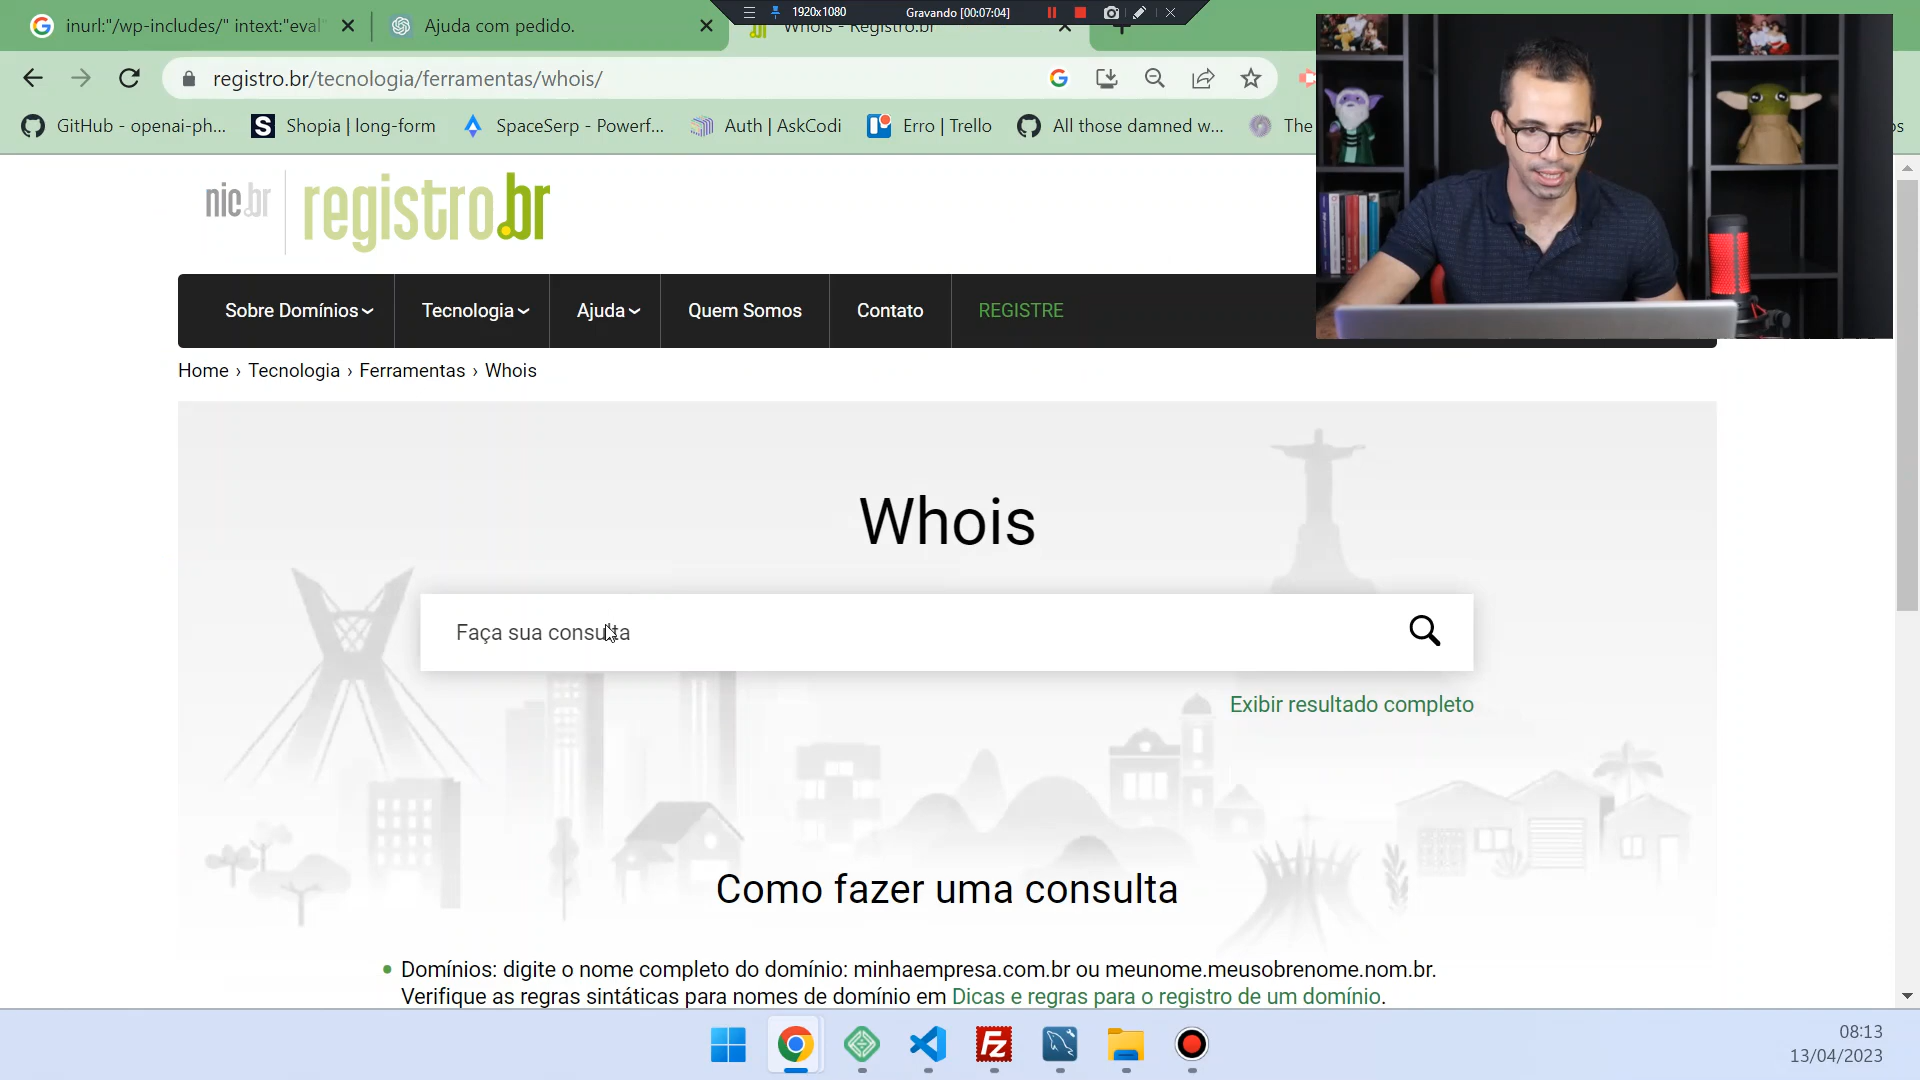 1920x1080
Gravando [00:07:04]
inurl:"/wp-includes/" intext:"eval
Ajuda com pedido.
Whois - Registro.br
registro.br/tecnologia/ferramentas/whois/
GitHub - openai-ph...
Shopia | long-form
SpaceSerp - Powerf...
Auth | AskCodi
Erro | Trello
All those damned w...
The
os
nic.br
registro.br
Sobre Domínios
Tecnologia
Ajuda
Quem Somos
Contato
REGISTRE
Home › Tecnologia › Ferramentas › Whois
Whois
Faça sua consulta
Exibir resultado completo
Como fazer uma consulta
Domínios: digite o nome completo do domínio: minhaempresa.com.br ou meunome.meusobrenome.nom.br.
Verifique as regras sintáticas para nomes de domínio em Dicas e regras para o registro de um domínio.
08:13
13/04/2023